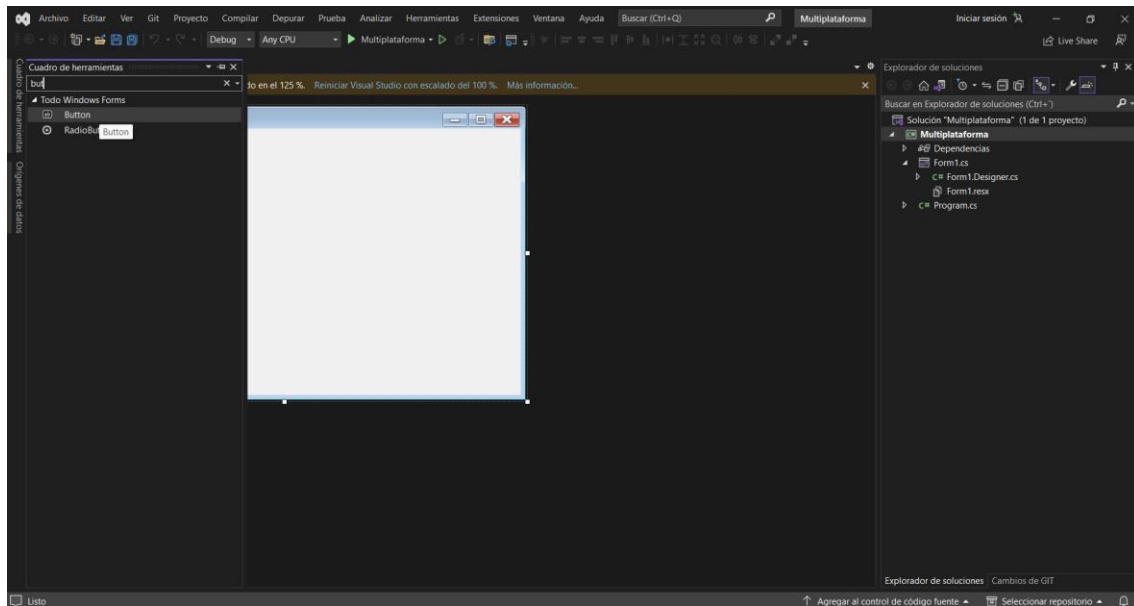 Archivo Editar Ver Git Proyecto Compilar Depurar Prueba Analizar Herramientas Extensiones Ventana Ayuda Buscar (Ctrl+Q) Multiplataforma Iniciar sesión
Debug Any CPU Multiplataforma Live Share
Cuadro de herramientas
Orígenes de datos
Cuadro de herramientas
but
Todo Windows Forms
Button
RadioBu
Button
do en el 125 %. Reiniciar Visual Studio con escalado del 100 %. Más información...
Explorador de soluciones
Buscar en Explorador de soluciones (Ctrl+¨)
Solución "Multiplataforma" (1 de 1 proyecto)
Multiplataforma
Dependencias
Form1.cs
C# Form1.Designer.cs
Form1.resx
C# Program.cs
Explorador de soluciones Cambios de GIT
Listo Agregar al control de código fuente Seleccionar repositorio